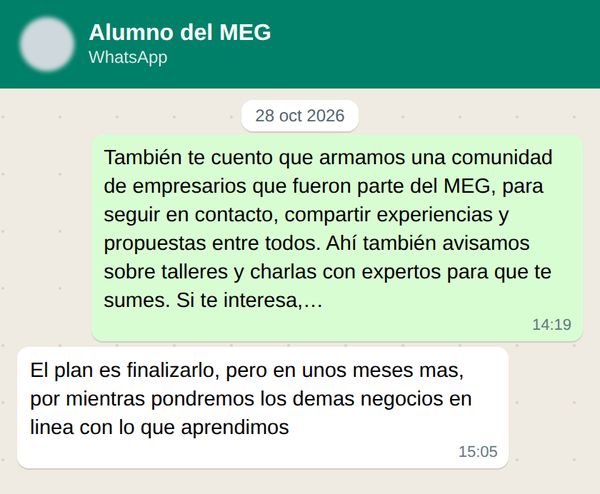 Alumno del MEG
WhatsApp
28 oct 2026
También te cuento que armamos una comunidad
de empresarios que fueron parte del MEG, para
seguir en contacto, compartir experiencias y
propuestas entre todos. Ahí también avisamos
sobre talleres y charlas con expertos para que te
sumes. Si te interesa,…
14:19
El plan es finalizarlo, pero en unos meses mas,
por mientras pondremos los demas negocios en
linea con lo que aprendimos
15:05